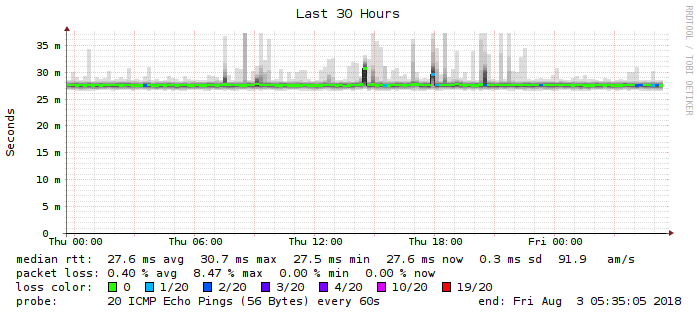 Last 30 Hours
RRDTOOL / TOBI OETIKER
Seconds
35 m
30 m
25 m
20 m
15 m
10 m
5 m
0
Thu 00:00 Thu 06:00 Thu 12:00 Thu 18:00 Fri 00:00
median rtt: 27.6 ms avg 30.7 ms max 27.5 ms min 27.6 ms now 0.3 ms sd 91.9 am/s
packet loss: 0.40 % avg 8.47 % max 0.00 % min 0.00 % now
loss color: 0 1/20 2/20 3/20 4/20 10/20 19/20
probe: 20 ICMP Echo Pings (56 Bytes) every 60s end: Fri Aug 3 05:35:05 2018